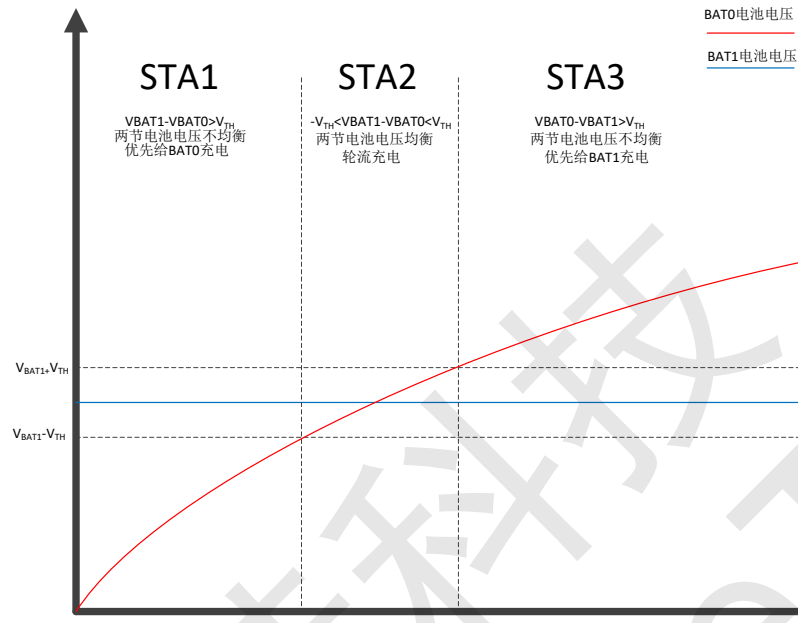 BAT0电池电压
BAT1电池电压
STA1
VBAT1-VBAT0>VTH
两节电池电压不均衡
优先给BAT0充电
STA2
-VTH<VBAT1-VBAT0<VTH
两节电池电压均衡
轮流充电
STA3
VBAT0-VBAT1>VTH
两节电池电压不均衡
优先给BAT1充电
VBAT1+VTH
VBAT1-VTH
科技